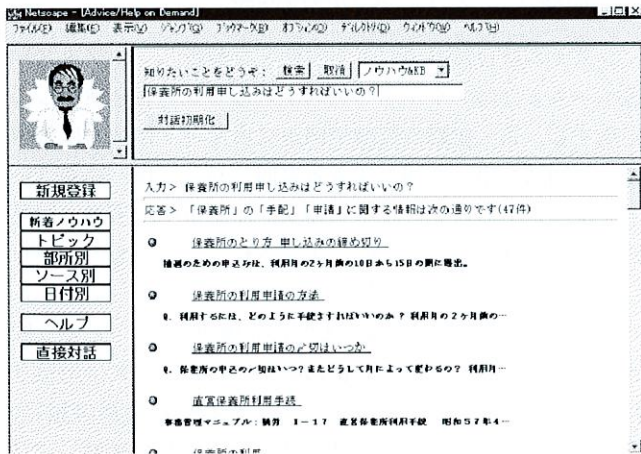 Netscape - [Advice/Help on Demand]
ファイル(F) 編集(E) 表示(V) ジャンプ(G) ブックマーク(B) オプション(O) ディレクトリ(D) ウィンドウ(W) ヘルプ(H)
知りたいことをどうぞ: 検索 取消 ノウハウ&KB
保養所の利用申し込みはどうすればいいの?
対話初期化
新規登録
新着ノウハウ
トピック
部所別
ソース別
日付別
ヘルプ
直接対話
入力> 保養所の利用申し込みはどうすればいいの?
応答> 「保養所」の「手配」「申請」に関する情報は次の通りです(47件)
保養所のとり方 申し込みの締め切り
抽選のための申込みは、利用月の2ヶ月前の10日から15日の間に提出。
保養所の利用申請の方法
Q. 利用するには、どのように手続きすればいいのか? 利用月の2ヶ月前の…
保養所の利用申請の〆切はいつか
Q. 保養所の申込の〆切はいつ?またどうして月によって変わるの? 利用月…
直営保養所利用手続
事務管理マニュアル: 1-17 直営保養所利用手続 昭和57年4…
保養所の利用